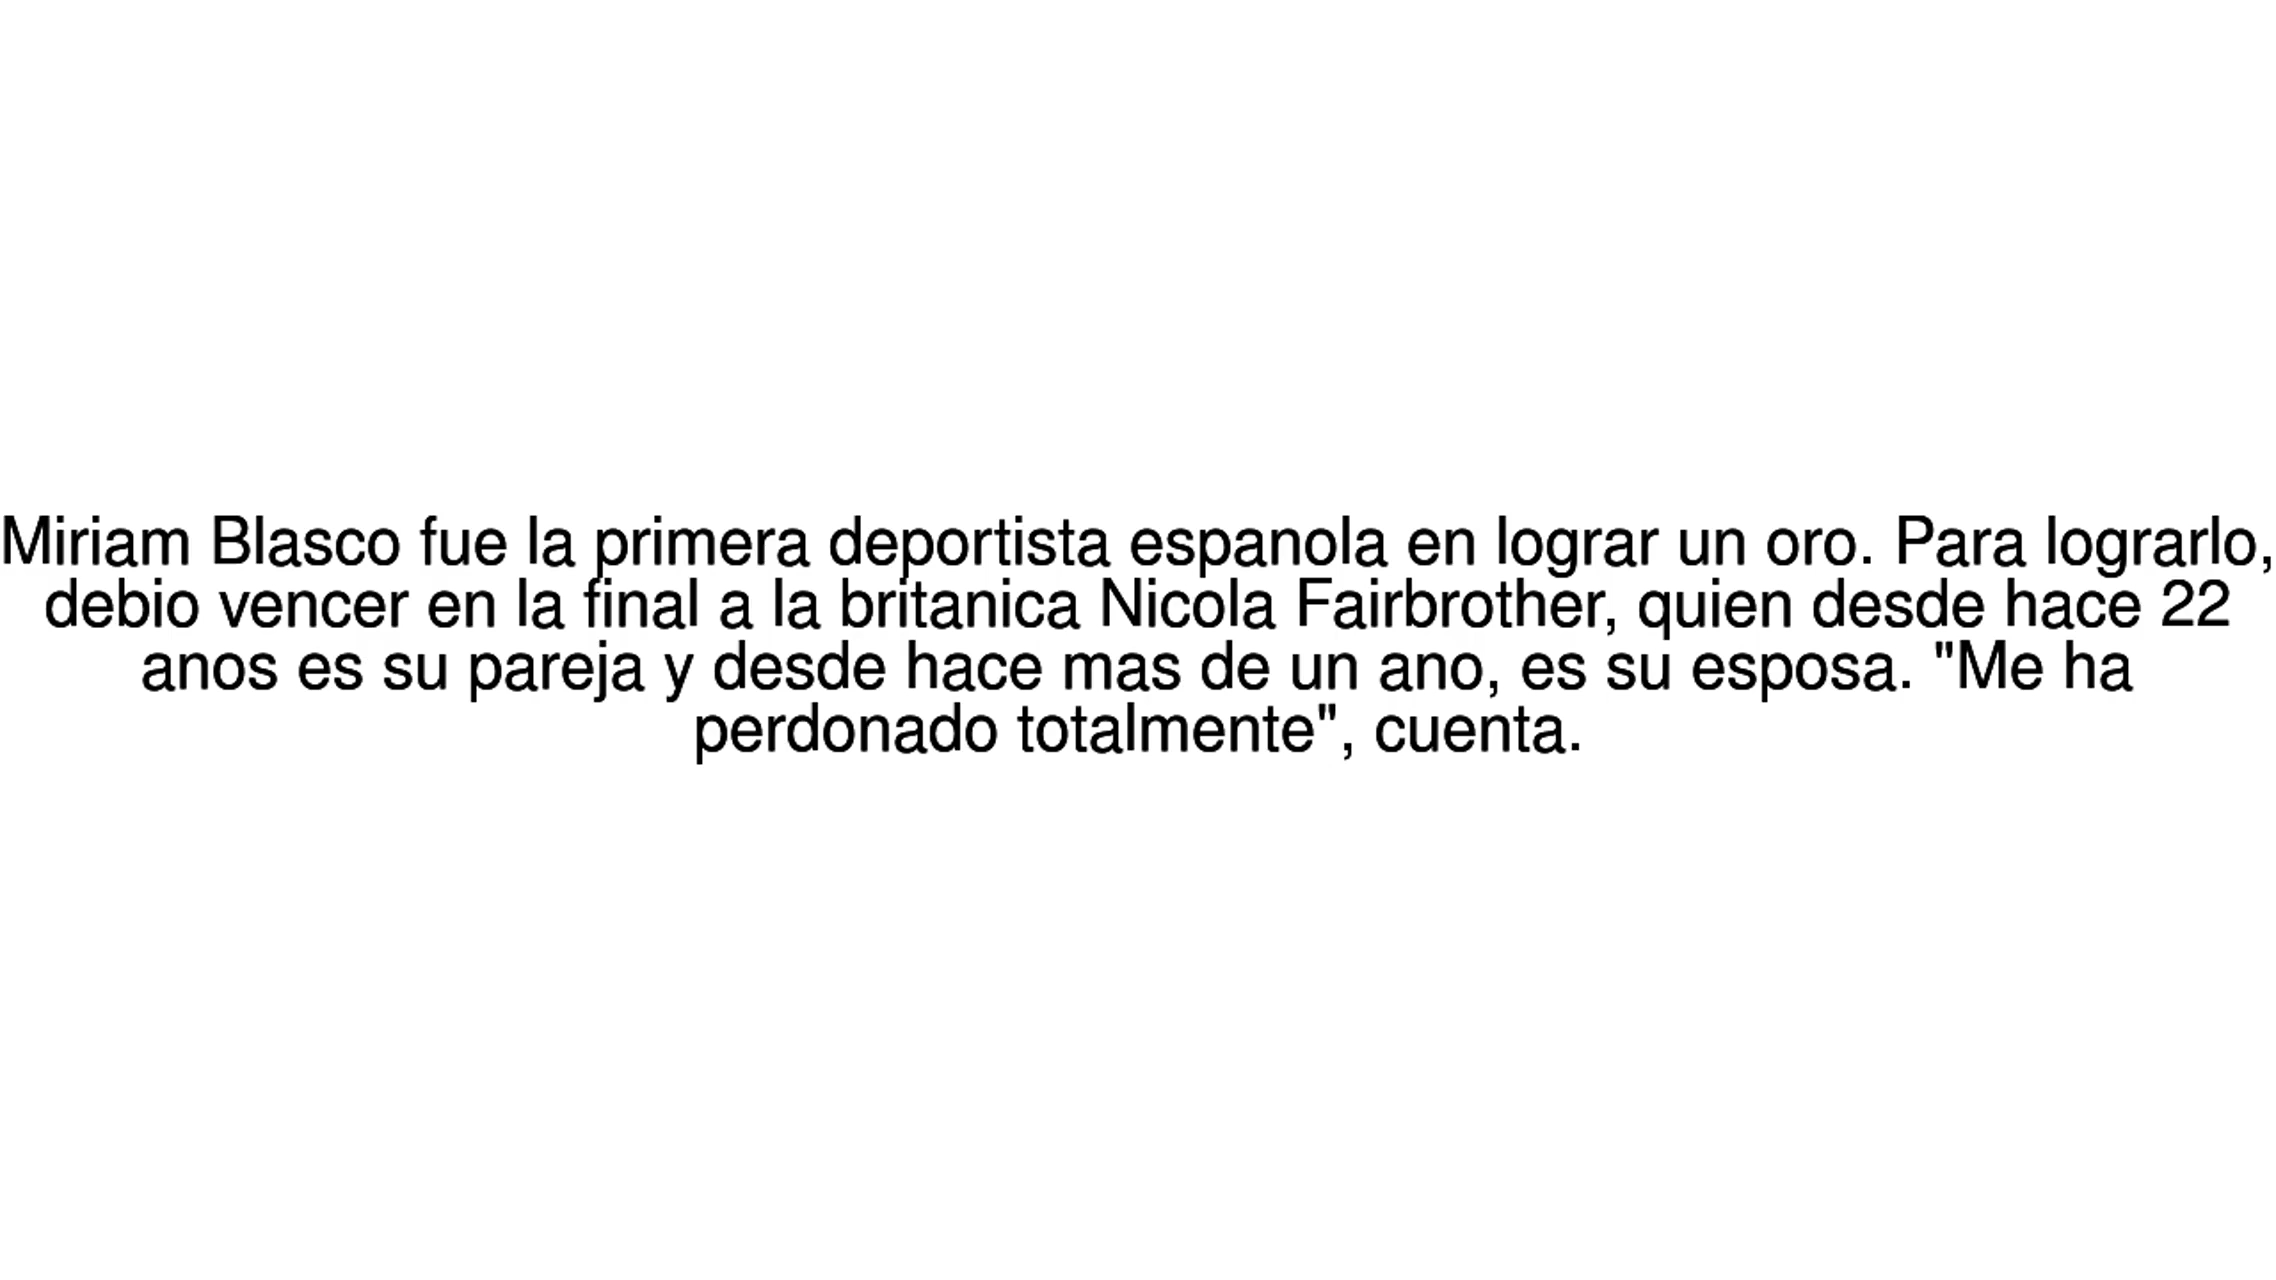 Miriam Blasco fue la primera deportista espanola en lograr un oro. Para lograrlo,
debio vencer en la final a la britanica Nicola Fairbrother, quien desde hace 22
anos es su pareja y desde hace mas de un ano, es su esposa. "Me ha
perdonado totalmente", cuenta.